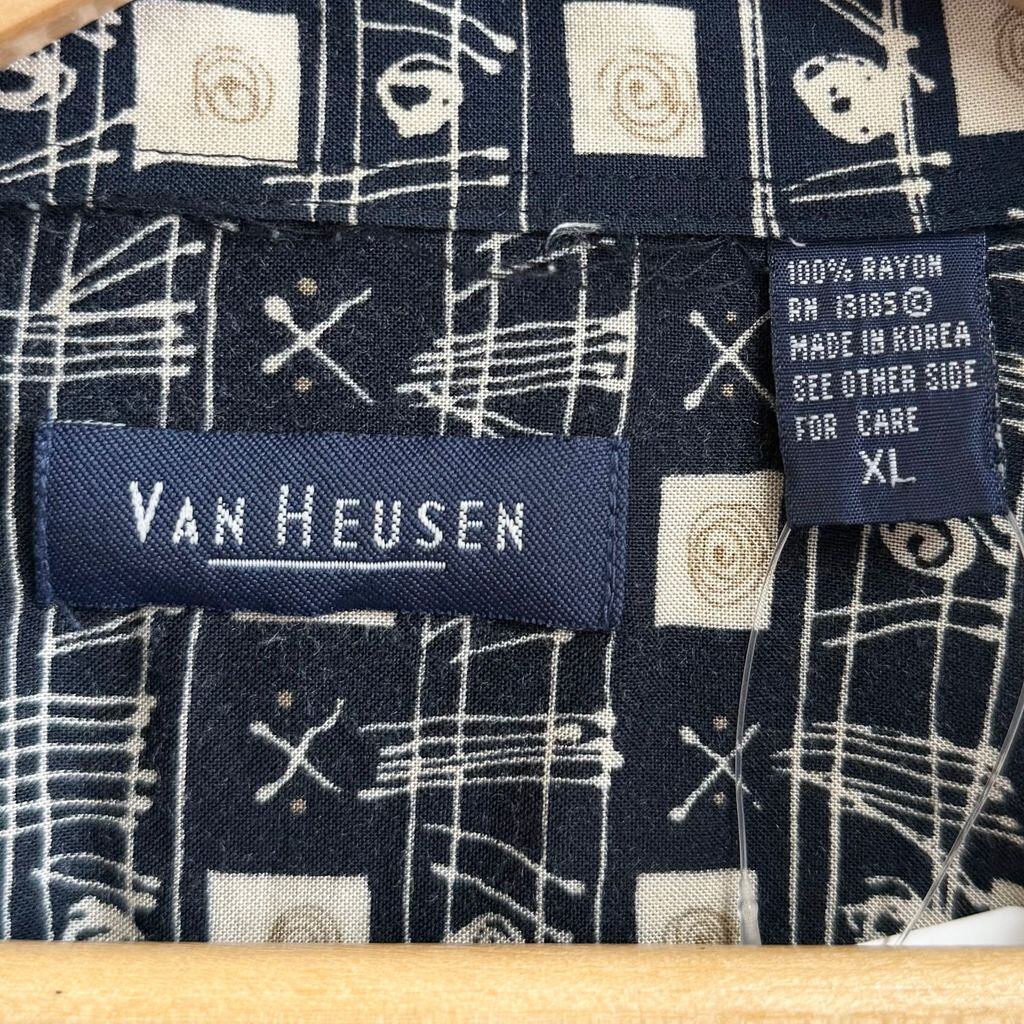 VAN HEUSEN
100% RAYON
RN 13185©
MADE IN KOREA
SEE OTHER SIDE
FOR CARE
XL